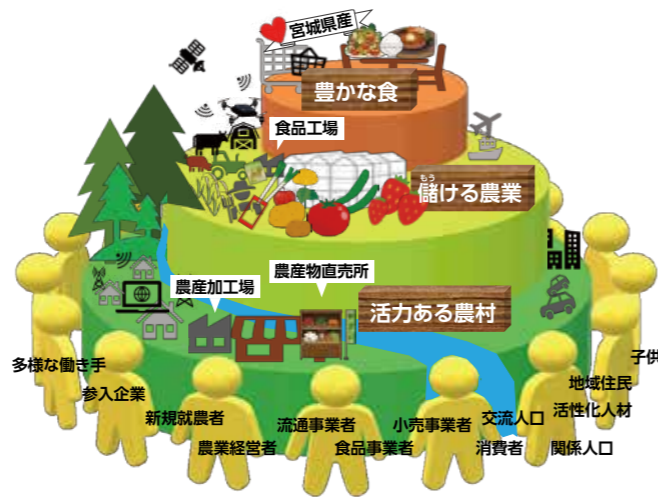 宮城県産
豊かな食
食品工場
もう
儲ける農業
農産物直売所
農産加工場
活力ある農村
多様な働き手
参入企業
新規就農者
農業経営者
流通事業者
食品事業者
小売事業者
交流人口
消費者
子供
地域住民
活性化人材
関係人口